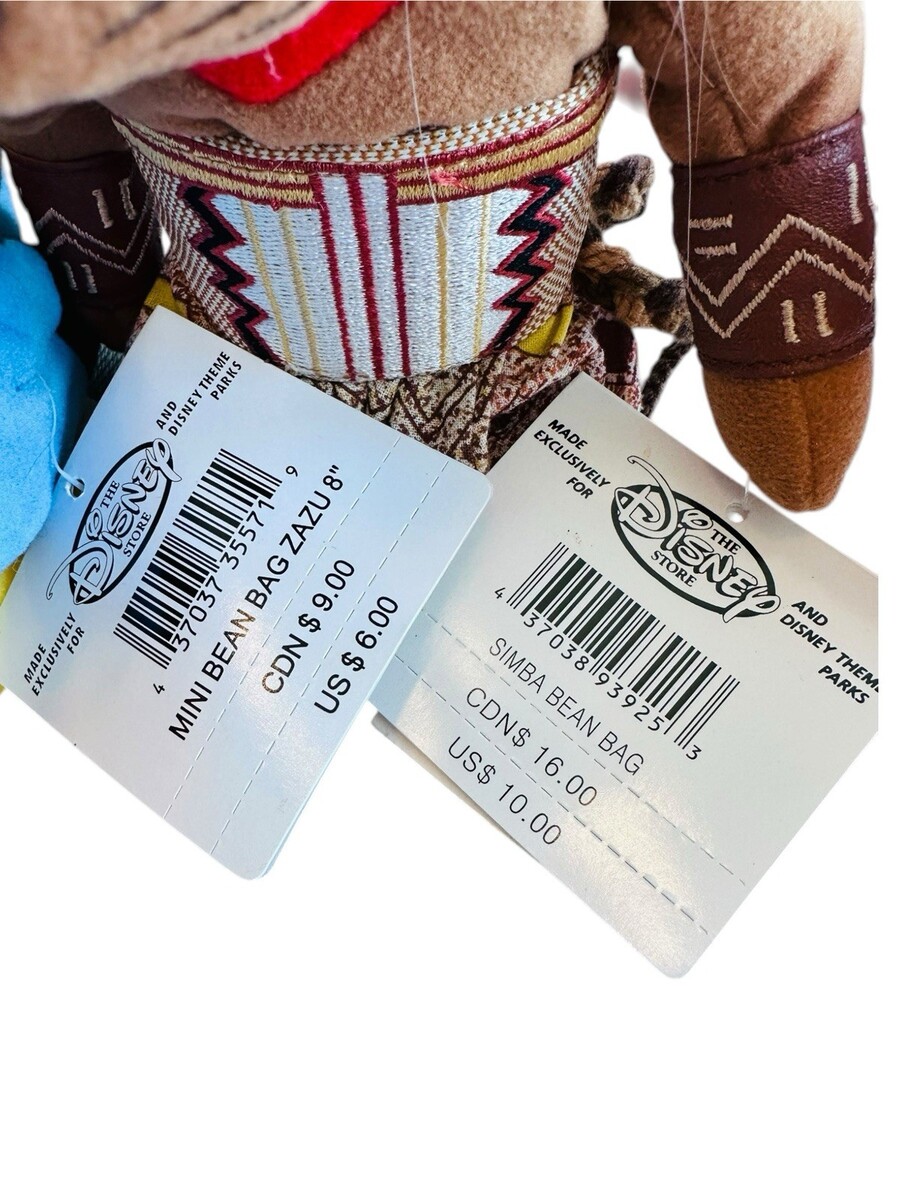 MADE
EXCLUSIVELY
FOR
THE
DISNEY
STORE
AND
DISNEY THEME
PARKS
4 37037 35571 9
MINI BEAN BAG ZAZU 8"
CDN $ 9.00
US $ 6.00
MADE
EXCLUSIVELY
FOR
THE
DISNEY
STORE
AND
DISNEY THEME
PARKS
4 37038 93925 3
SIMBA BEAN BAG
CDN$ 16.00
US$ 10.00